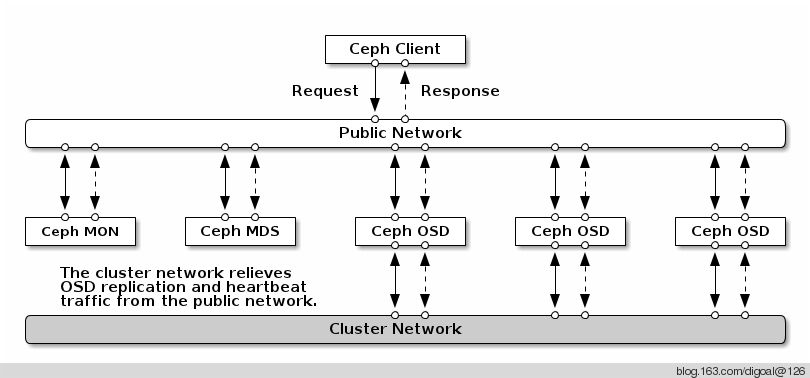 Ceph Client
Request
Response
Public Network
Ceph MON
Ceph MDS
Ceph OSD
Ceph OSD
Ceph OSD
The cluster network relieves
OSD replication and heartbeat
traffic from the public network.
Cluster Network
blog.163.com/digoal@126